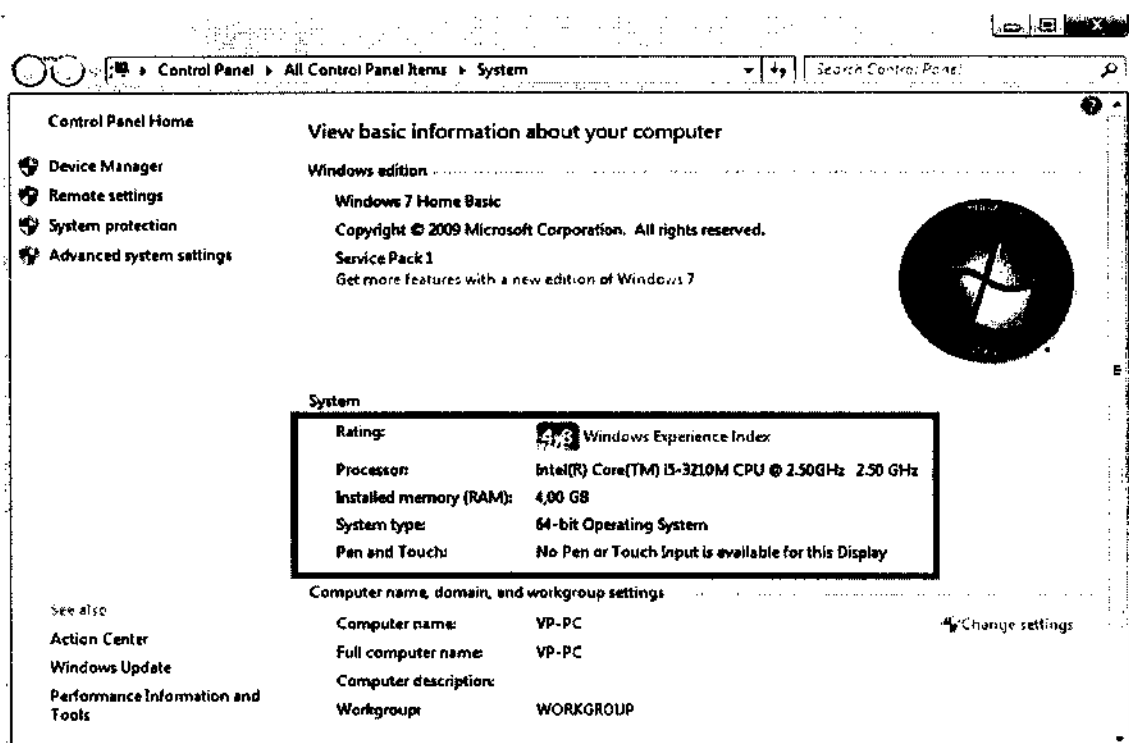 Control Panel ▸ All Control Panel Items ▸ System
Search Control Panel
Control Panel Home
Device Manager
Remote settings
System protection
Advanced system settings
View basic information about your computer
Windows edition
Windows 7 Home Basic
Copyright © 2009 Microsoft Corporation. All rights reserved.
Service Pack 1
Get more features with a new edition of Windows 7
System
Rating: 4,8 Windows Experience Index
Processor: Intel(R) Core(TM) i5-3210M CPU @ 2.50GHz 2.50 GHz
Installed memory (RAM): 4,00 GB
System type: 64-bit Operating System
Pen and Touch: No Pen or Touch Input is available for this Display
Computer name, domain, and workgroup settings
Computer name: VP-PC
Change settings
Full computer name: VP-PC
Computer description:
Workgroup: WORKGROUP
See also
Action Center
Windows Update
Performance Information and
Tools